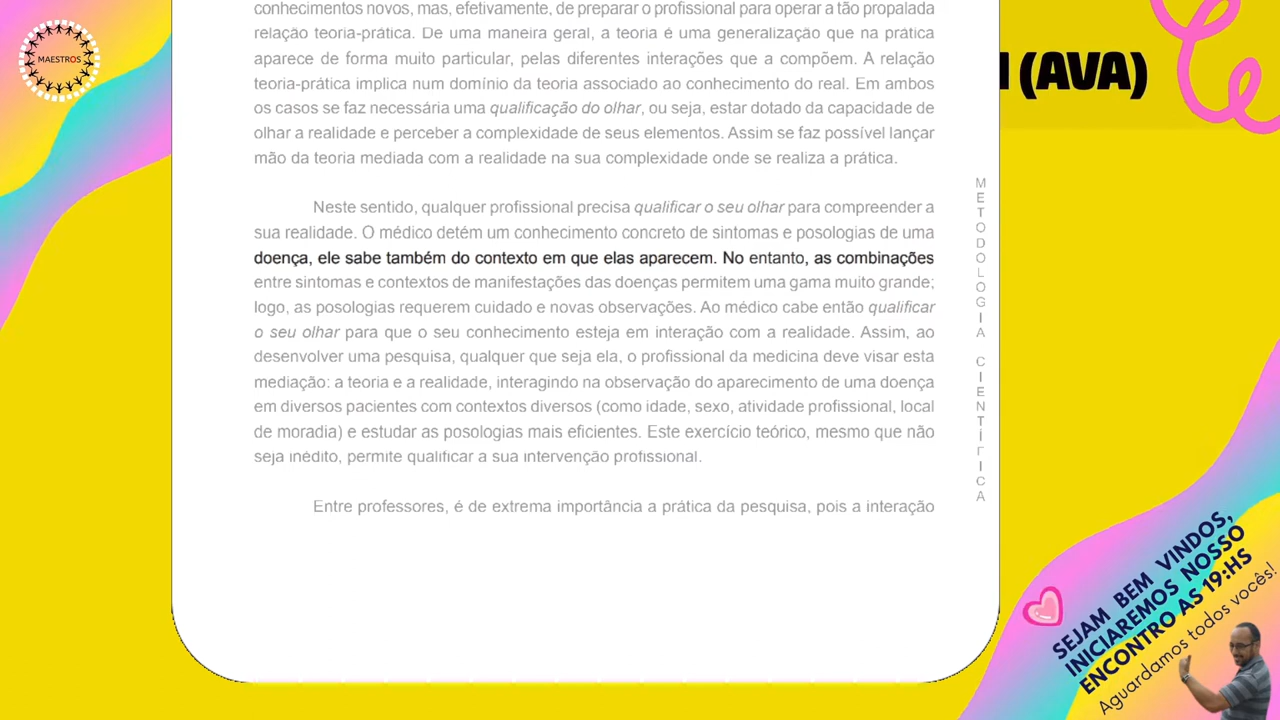 MAESTROS
(AVA)
conhecimentos novos, mas, efetivamente, de preparar o profissional para operar a tão propalada
relação teoria-prática. De uma maneira geral, a teoria é uma generalização que na prática
aparece de forma muito particular, pelas diferentes interações que a compõem. A relação
teoria-prática implica num domínio da teoria associado ao conhecimento do real. Em ambos
os casos se faz necessária uma qualificação do olhar, ou seja, estar dotado da capacidade de
olhar a realidade e perceber a complexidade de seus elementos. Assim se faz possível lançar
mão da teoria mediada com a realidade na sua complexidade onde se realiza a prática.
Neste sentido, qualquer profissional precisa qualificar o seu olhar para compreender a
sua realidade. O médico detém um conhecimento concreto de sintomas e posologias de uma
doença, ele sabe também do contexto em que elas aparecem. No entanto, as combinações
entre sintomas e contextos de manifestações das doenças permitem uma gama muito grande;
logo, as posologias requerem cuidado e novas observações. Ao médico cabe então qualificar
o seu olhar para que o seu conhecimento esteja em interação com a realidade. Assim, ao
desenvolver uma pesquisa, qualquer que seja ela, o profissional da medicina deve visar esta
mediação: a teoria e a realidade, interagindo na observação do aparecimento de uma doença
em diversos pacientes com contextos diversos (como idade, sexo, atividade profissional, local
de moradia) e estudar as posologias mais eficientes. Este exercício teórico, mesmo que não
seja inédito, permite qualificar a sua intervenção profissional.
Entre professores, é de extrema importância a prática da pesquisa, pois a interação
METODOLOGIA CIENTÍFICA
SEJAM BEM VINDOS,
INICIAREMOS NOSSO
ENCONTRO AS 19:HS
Aguardamos todos vocês!